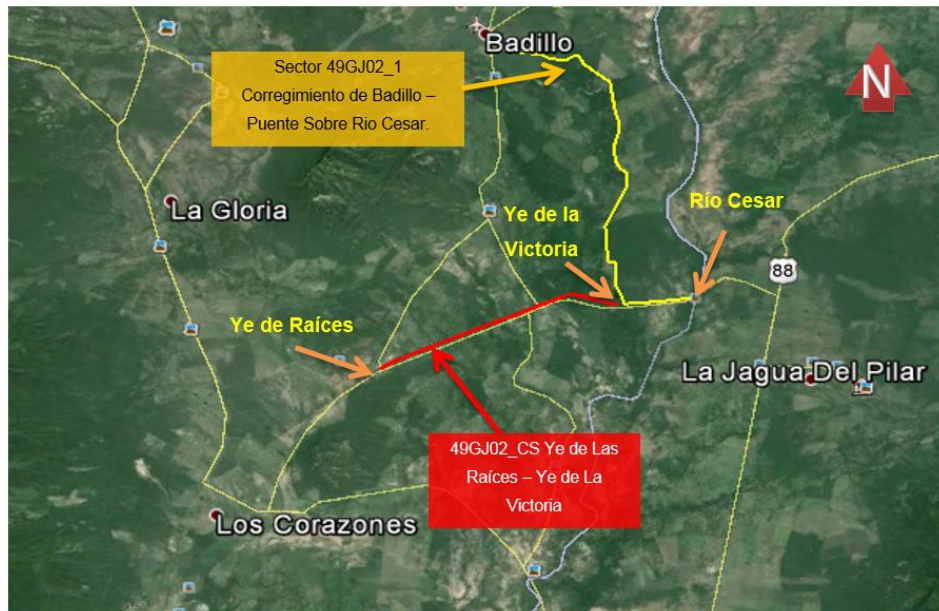 Badillo
Sector 49GJ02_1
Corregimiento de Badillo –
Puente Sobre Rio Cesar.
N
La Gloria
Ye de la
Victoria
Río Cesar
88
Ye de Raíces
La Jagua Del Pilar
49GJ02_CS Ye de Las
Raíces – Ye de La
Victoria
Los Corazones